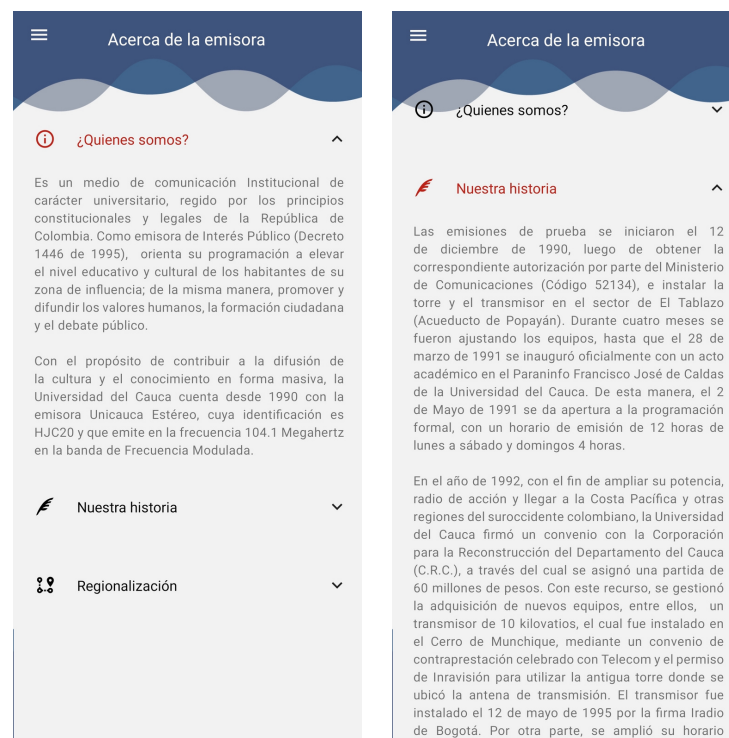 Acerca de la emisora
¿Quienes somos?
Es un medio de comunicación Institucional de
carácter universitario, regido por los principios
constitucionales y legales de la República de
Colombia. Como emisora de Interés Público (Decreto
1446 de 1995), orienta su programación a elevar
el nivel educativo y cultural de los habitantes de su
zona de influencia; de la misma manera, promover y
difundir los valores humanos, la formación ciudadana
y el debate público.
Con el propósito de contribuir a la difusión de
la cultura y el conocimiento en forma masiva, la
Universidad del Cauca cuenta desde 1990 con la
emisora Unicauca Estéreo, cuya identificación es
HJC20 y que emite en la frecuencia 104.1 Megahertz
en la banda de Frecuencia Modulada.
Nuestra historia
Regionalización
Acerca de la emisora
¿Quienes somos?
Nuestra historia
Las emisiones de prueba se iniciaron el 12
de diciembre de 1990, luego de obtener la
correspondiente autorización por parte del Ministerio
de Comunicaciones (Código 52134), e instalar la
torre y el transmisor en el sector de El Tablazo
(Acueducto de Popayán). Durante cuatro meses se
fueron ajustando los equipos, hasta que el 28 de
marzo de 1991 se inauguró oficialmente con un acto
académico en el Paraninfo Francisco José de Caldas
de la Universidad del Cauca. De esta manera, el 2
de Mayo de 1991 se da apertura a la programación
formal, con un horario de emisión de 12 horas de
lunes a sábado y domingos 4 horas.
En el año de 1992, con el fin de ampliar su potencia,
radio de acción y llegar a la Costa Pacífica y otras
regiones del suroccidente colombiano, la Universidad
del Cauca firmó un convenio con la Corporación
para la Reconstrucción del Departamento del Cauca
(C.R.C.), a través del cual se asignó una partida de
60 millones de pesos. Con este recurso, se gestionó
la adquisición de nuevos equipos, entre ellos, un
transmisor de 10 kilovatios, el cual fue instalado en
el Cerro de Munchique, mediante un convenio de
contraprestación celebrado con Telecom y el permiso
de Inravisión para utilizar la antigua torre donde se
ubicó la antena de transmisión. El transmisor fue
instalado el 12 de mayo de 1995 por la firma Iradio
de Bogotá. Por otra parte, se amplió su horario